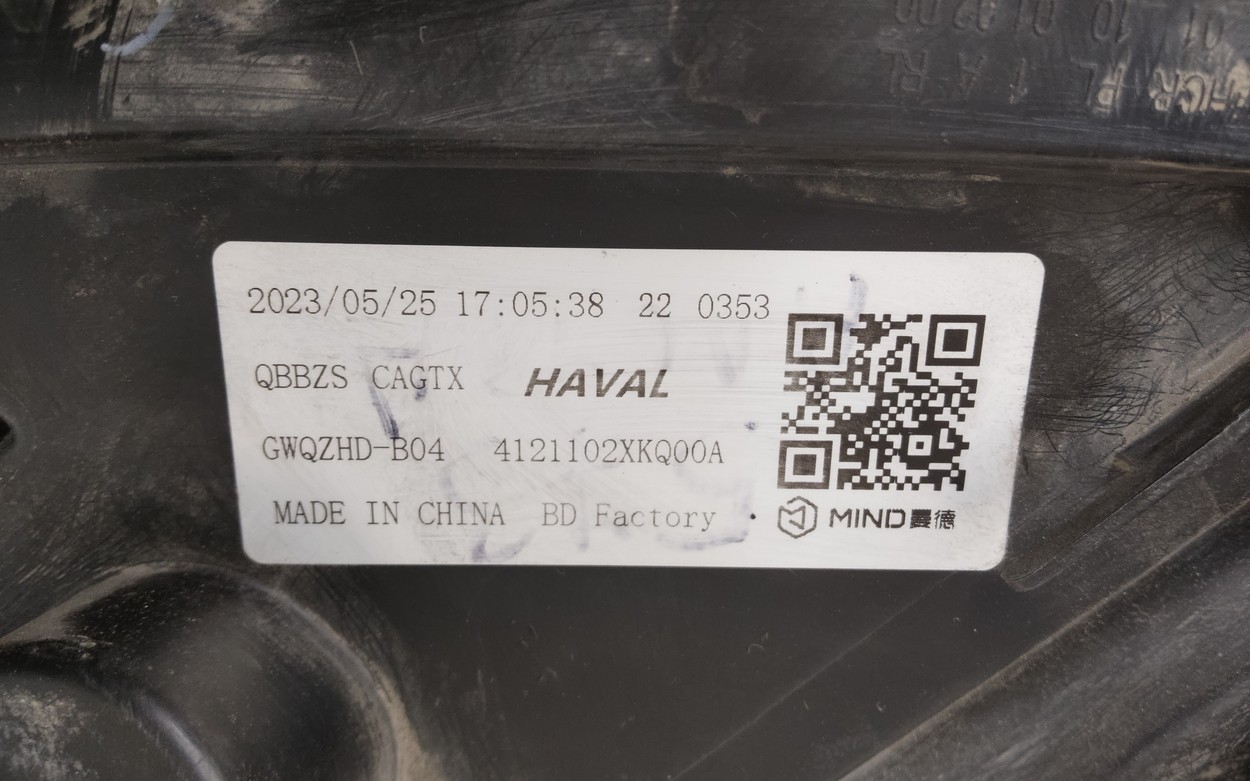 2023/05/25 17:05:38 22 0353
QBBZS CAGTX HAVAL
GWQZHD-B04 4121102XKQ00A
MADE IN CHINA BD Factory
MIND曼德